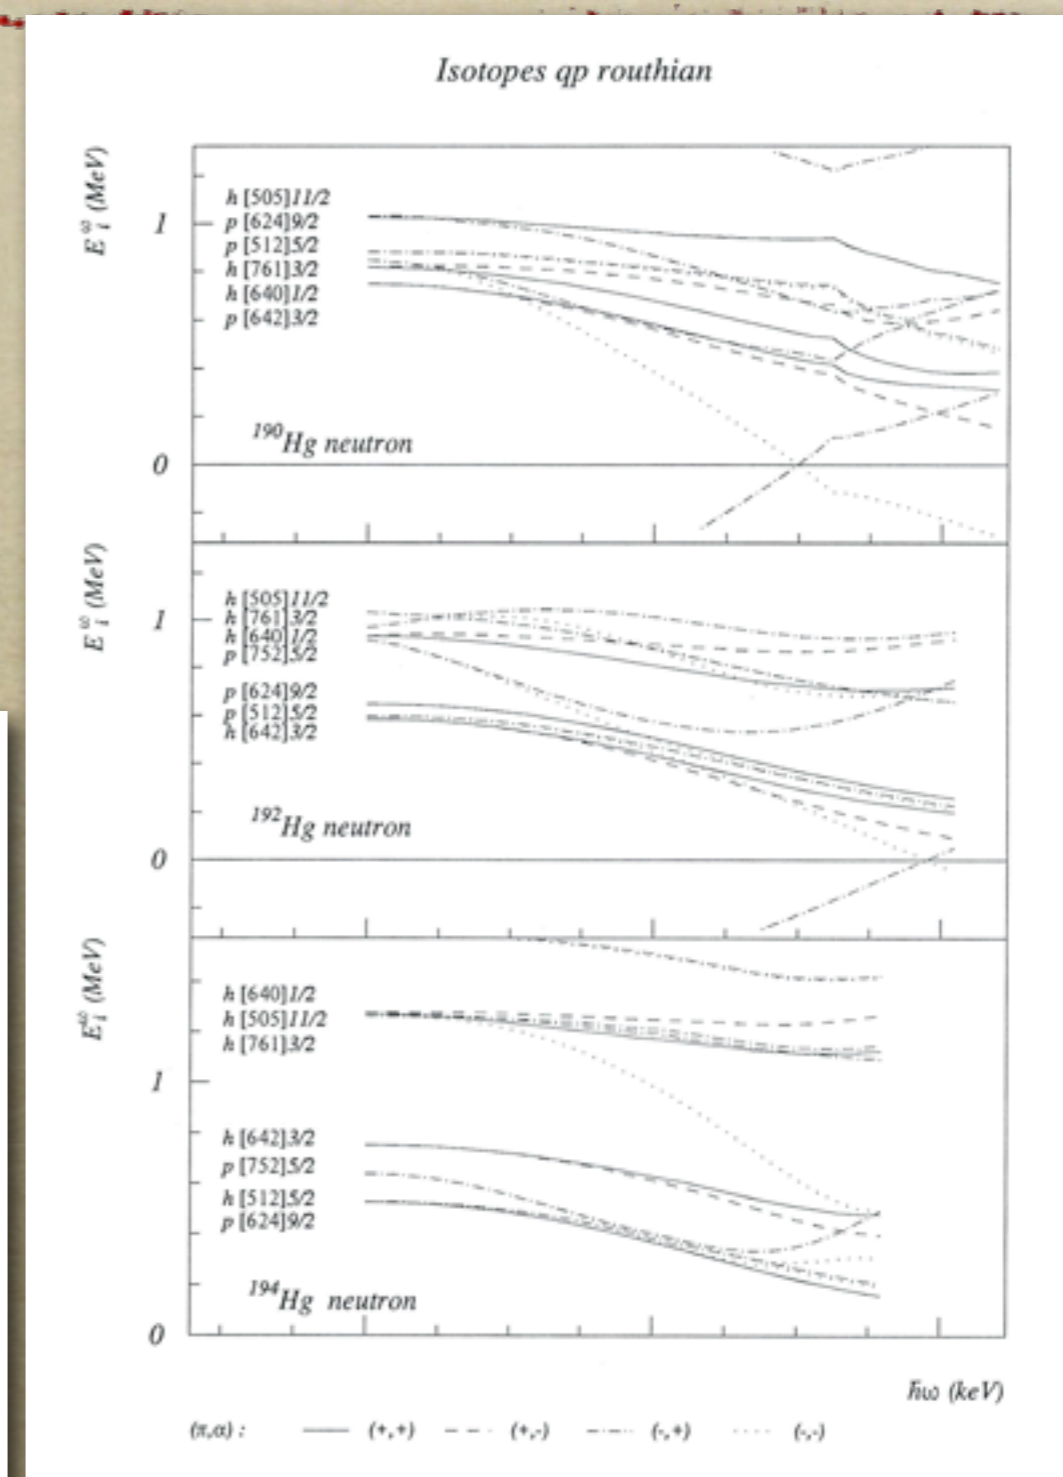 Isotopes qp routhian
E_i^ω (MeV)
1
h [505]11/2
p [624]9/2
p [512]5/2
h [761]3/2
h [640]1/2
p [642]3/2
0
190Hg neutron
E_i^ω (MeV)
1
h [505]11/2
h [761]3/2
h [640]1/2
p [752]5/2
p [624]9/2
p [512]5/2
h [642]3/2
192Hg neutron
0
E_i^ω (MeV)
h [640]1/2
h [505]11/2
h [761]3/2
1
h [642]3/2
p [752]5/2
h [512]5/2
p [624]9/2
194Hg neutron
0
ħω (keV)
(π,α) : (+,+) (+,-) (-,+) (-,-)